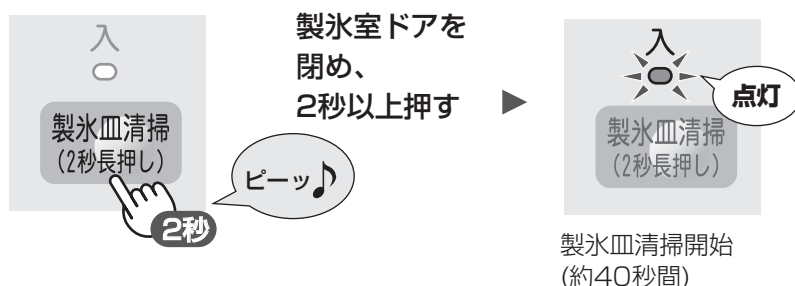 入
製氷皿清掃
(2秒長押し)
2秒
ピーッ♪
製氷室ドアを
閉め、
2秒以上押す
▶
入
点灯
製氷皿清掃
(2秒長押し)
製氷皿清掃開始
(約40秒間)